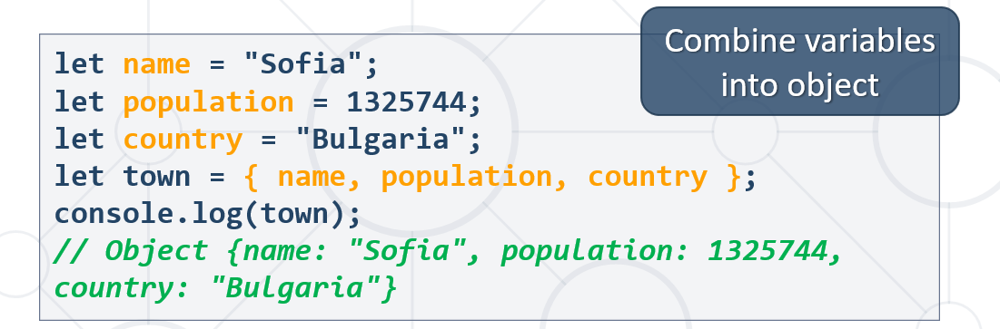 Combine variables
into object
let name = "Sofia";
let population = 1325744;
let country = "Bulgaria";
let town = { name, population, country };
console.log(town);
// Object {name: "Sofia", population: 1325744,
country: "Bulgaria"}